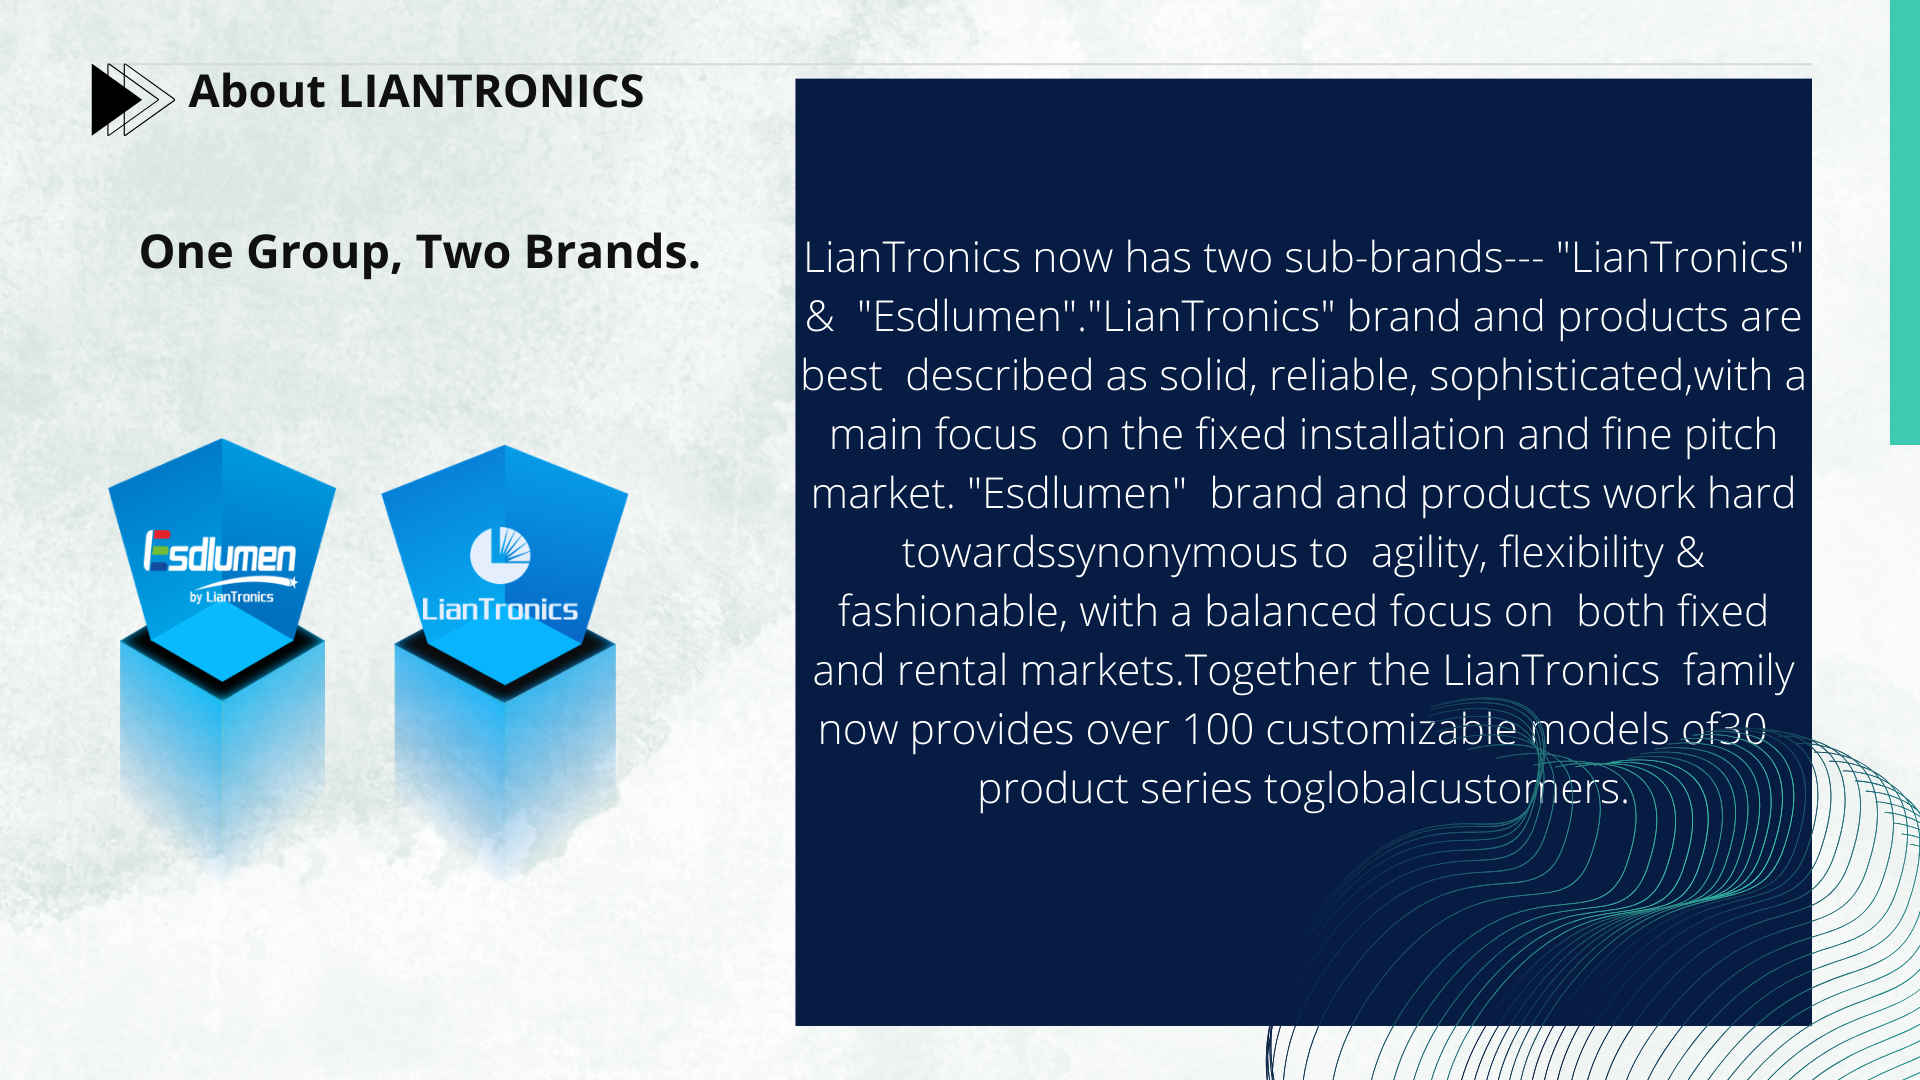 About LIANTRONICS
One Group, Two Brands.
Esdlumen
by LianTronics
LianTronics
LianTronics now has two sub-brands--- "LianTronics"
&  "Esdlumen"."LianTronics" brand and products are
best  described as solid, reliable, sophisticated,with a
main focus  on the fixed installation and fine pitch
market. "Esdlumen"  brand and products work hard
towardssynonymous to  agility, flexibility &
fashionable, with a balanced focus on  both fixed
and rental markets.Together the LianTronics  family
now provides over 100 customizable models of30
product series toglobalcustomers.